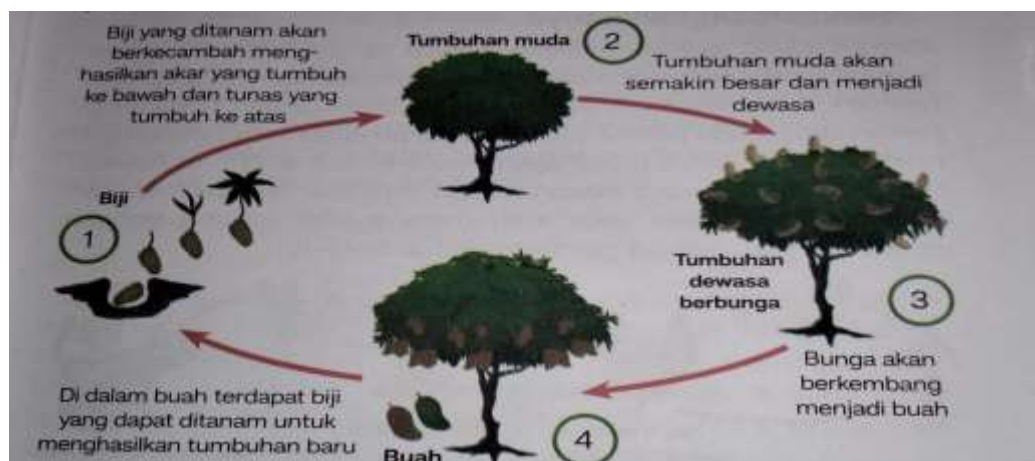 Biji yang ditanam akan
berkecambah meng-
hasilkan akar yang tumbuh
ke bawah dan tunas yang
tumbuh ke atas
Tumbuhan muda
2
Tumbuhan muda akan
semakin besar dan menjadi
dewasa
Biji
1
Tumbuhan
dewasa
berbunga
3
Bunga akan
berkembang
menjadi buah
Di dalam buah terdapat biji
yang dapat ditanam untuk
menghasilkan tumbuhan baru
Buah
4